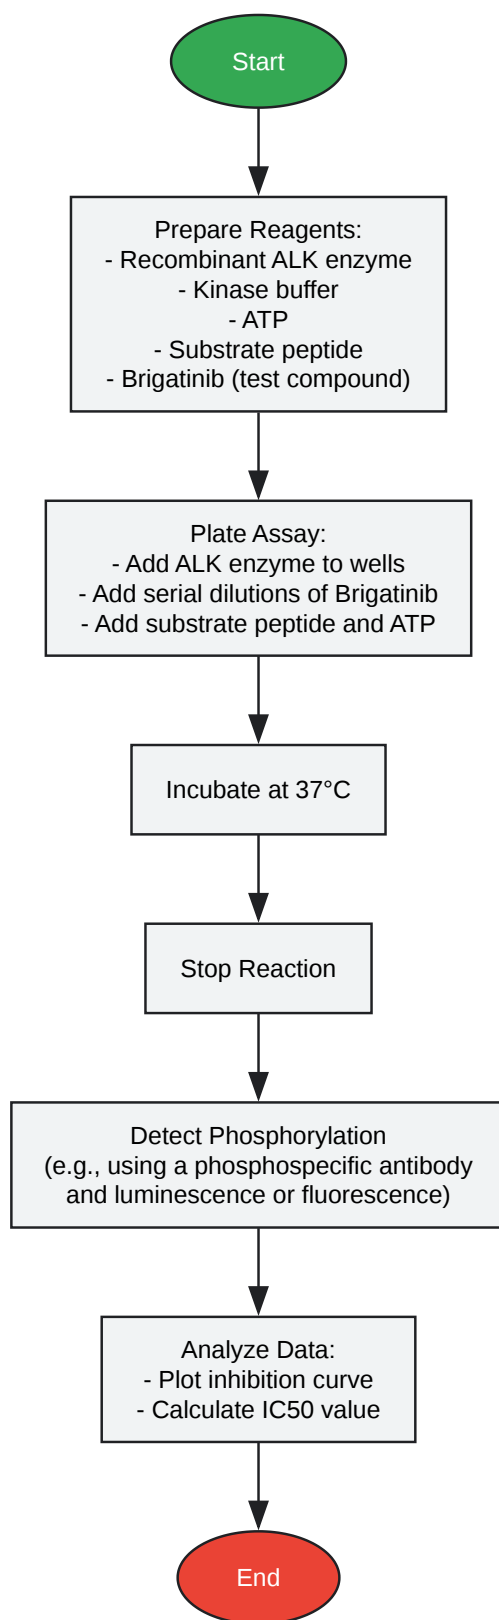 Start
Prepare Reagents:
- Recombinant ALK enzyme
- Kinase buffer
- ATP
- Substrate peptide
- Brigatinib (test compound)
Plate Assay:
- Add ALK enzyme to wells
- Add serial dilutions of Brigatinib
- Add substrate peptide and ATP
Incubate at 37°C
Stop Reaction
Detect Phosphorylation
(e.g., using a phosphospecific antibody
and luminescence or fluorescence)
Analyze Data:
- Plot inhibition curve
- Calculate IC50 value
End